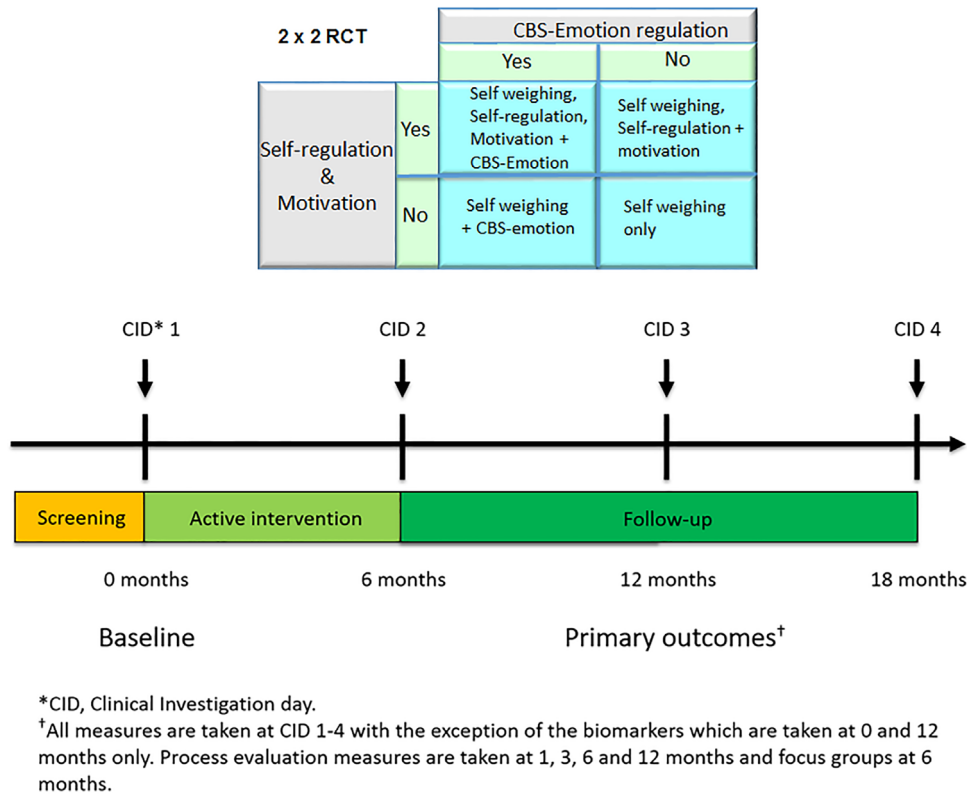 2 x 2 RCT
CBS-Emotion regulation
Yes
No
Self-regulation
&
Motivation
Yes
Self weighing,
Self-regulation,
Motivation +
CBS-Emotion
Self weighing,
Self-regulation +
motivation
No
Self weighing
+ CBS-emotion
Self weighing
only
CID* 1
CID 2
CID 3
CID 4
Screening
Active intervention
Follow-up
0 months
6 months
12 months
18 months
Baseline
Primary outcomes†
*CID, Clinical Investigation day.
†All measures are taken at CID 1-4 with the exception of the biomarkers which are taken at 0 and 12
months only. Process evaluation measures are taken at 1, 3, 6 and 12 months and focus groups at 6
months.